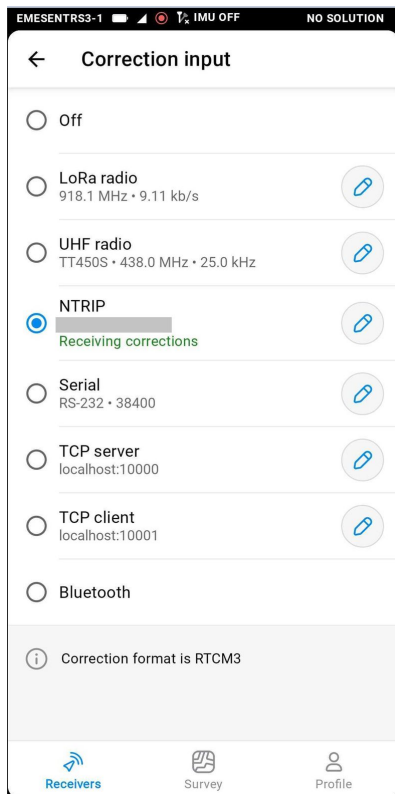 EMESENTRS3-1 IMU OFF NO SOLUTION
Correction input
Off
LoRa radio
918.1 MHz • 9.11 kb/s
UHF radio
TT450S • 438.0 MHz • 25.0 kHz
NTRIP
Receiving corrections
Serial
RS-232 • 38400
TCP server
localhost:10000
TCP client
localhost:10001
Bluetooth
Correction format is RTCM3
Receivers Survey Profile